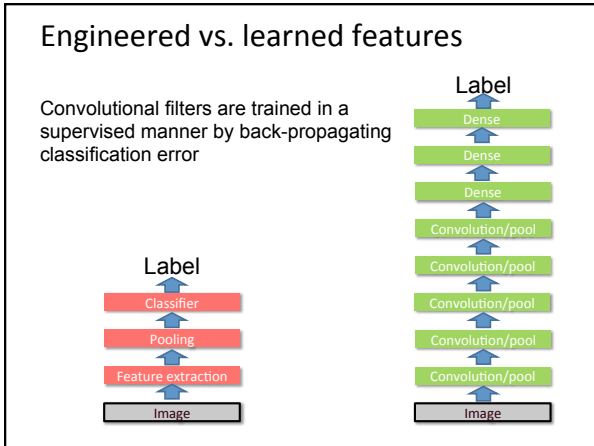 Engineered vs. learned features
Convolutional filters are trained in a
supervised manner by back-propagating
classification error
Label
Classifier
Pooling
Feature extraction
Image
Label
Dense
Dense
Dense
Convolution/pool
Convolution/pool
Convolution/pool
Convolution/pool
Convolution/pool
Image